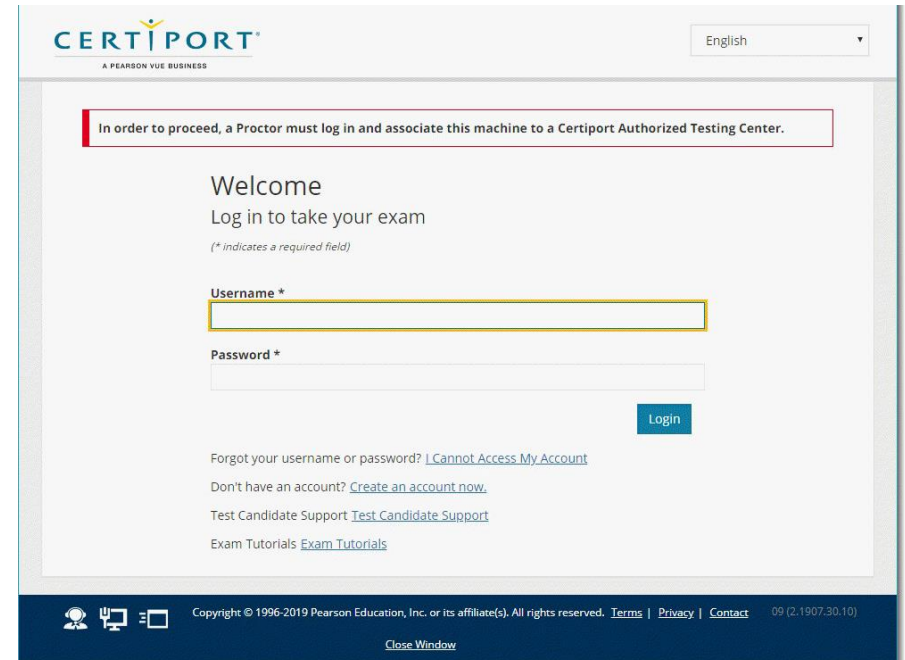 CERTIPORT
A PEARSON VUE BUSINESS
English
In order to proceed, a Proctor must log in and associate this machine to a Certiport Authorized Testing Center.
Welcome
Log in to take your exam
(* indicates a required field)
Username *
Password *
Login
Forgot your username or password? I Cannot Access My Account
Don't have an account? Create an account now.
Test Candidate Support Test Candidate Support
Exam Tutorials Exam Tutorials
Copyright © 1996-2019 Pearson Education, Inc. or its affiliate(s). All rights reserved. Terms | Privacy | Contact 09 (2.1907.30.10)
Close Window